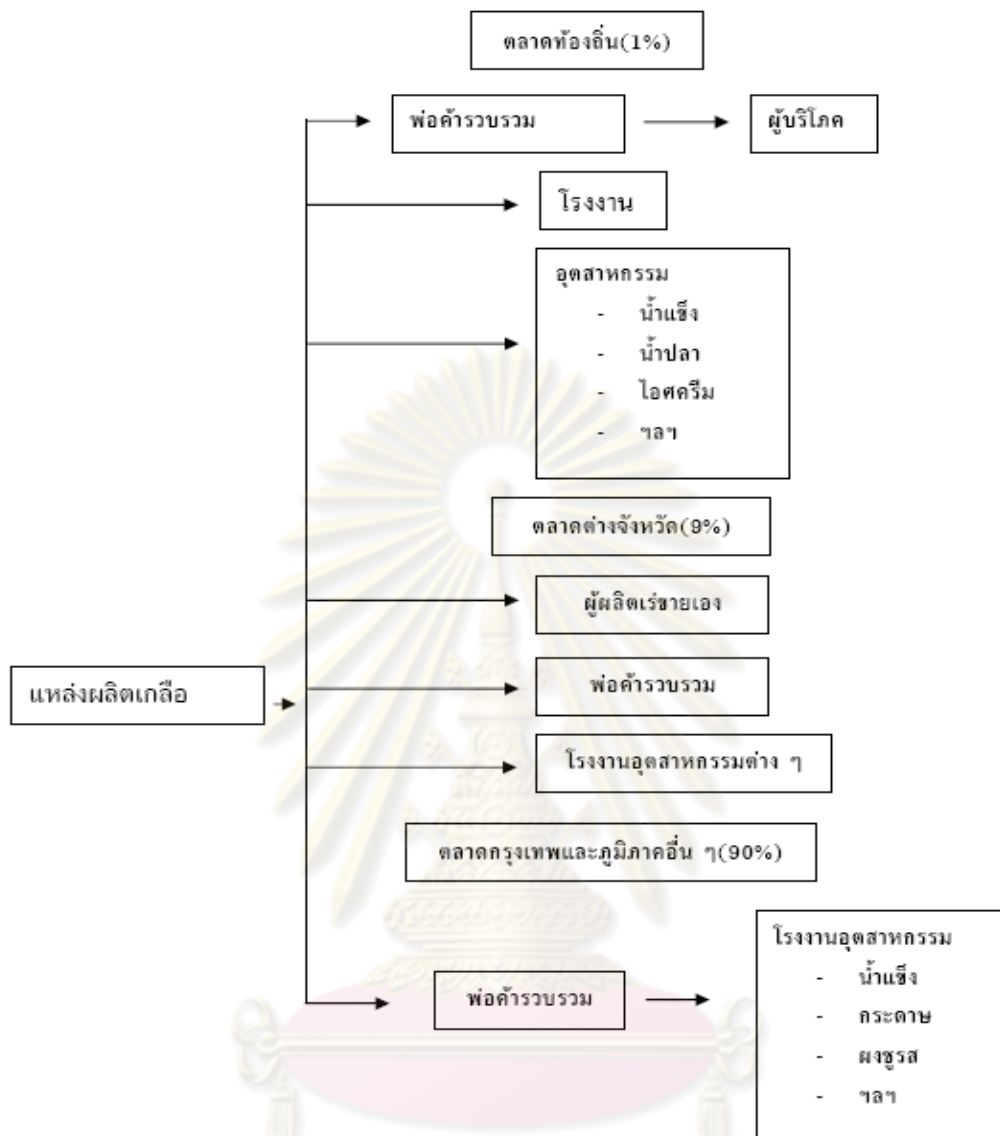 ตลาดท้องถิ่น(1%)
พ่อค้ารวบรวม
ผู้บริโภค
โรงงาน
อุตสาหกรรม
- น้ำแข็ง
- น้ำปลา
- ไอศครีม
- ฯลฯ
ตลาดต่างจังหวัด(9%)
ผู้ผลิตเร่ขายเอง
แหล่งผลิตเกลือ
พ่อค้ารวบรวม
โรงงานอุตสาหกรรมต่าง ๆ
ตลาดกรุงเทพและภูมิภาคอื่น ๆ(90%)
พ่อค้ารวบรวม
โรงงานอุตสาหกรรม
- น้ำแข็ง
- กระดาษ
- ผงชูรส
- ฯลฯ